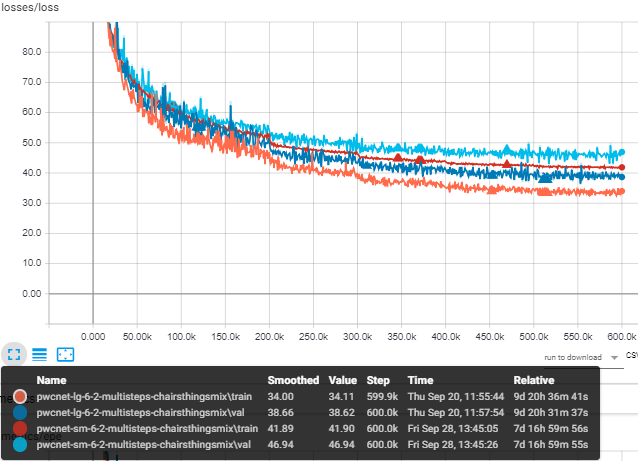 losses/loss
80.0
70.0
60.0
50.0
40.0
30.0
20.0
10.0
0.00
0.000 50.00k 100.0k 150.0k 200.0k 250.0k 300.0k 350.0k 400.0k 450.0k 500.0k 550.0k 600.0k
run to download
Name Smoothed Value Step Time Relative
pwcnet-lg-6-2-multisteps-chairsthingsmix\train 34.00 34.11 599.9k Thu Sep 20, 11:55:44 9d 20h 36m 41s
pwcnet-lg-6-2-multisteps-chairsthingsmix\val 38.66 38.62 600.0k Thu Sep 20, 11:57:54 9d 20h 31m 37s
pwcnet-sm-6-2-multisteps-chairsthingsmix\train 41.89 41.90 600.0k Fri Sep 28, 13:45:05 7d 16h 59m 56s
pwcnet-sm-6-2-multisteps-chairsthingsmix\val 46.94 46.94 600.0k Fri Sep 28, 13:45:26 7d 16h 59m 55s